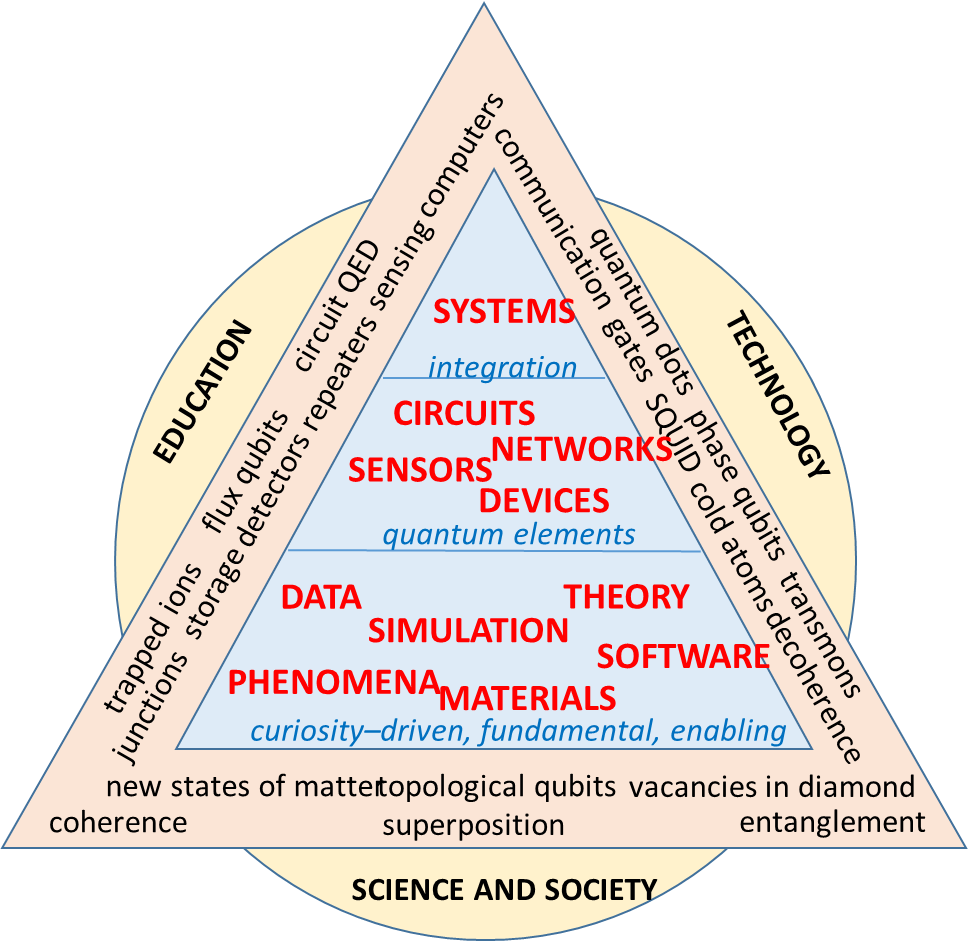 computers
sensing
repeaters
detectors
storage
junctions
circuit QED
flux qubits
trapped ions
communication
gates
SQUID
cold atoms
decoherence
quantum dots
phase qubits
transmons
EDUCATION
TECHNOLOGY
SYSTEMS
integration
CIRCUITS
NETWORKS
SENSORS
DEVICES
quantum elements
DATA THEORY
SIMULATION
SOFTWARE
PHENOMENA
MATERIALS
curiosity–driven, fundamental, enabling
new states of matter topological qubits vacancies in diamond
coherence superposition entanglement
SCIENCE AND SOCIETY